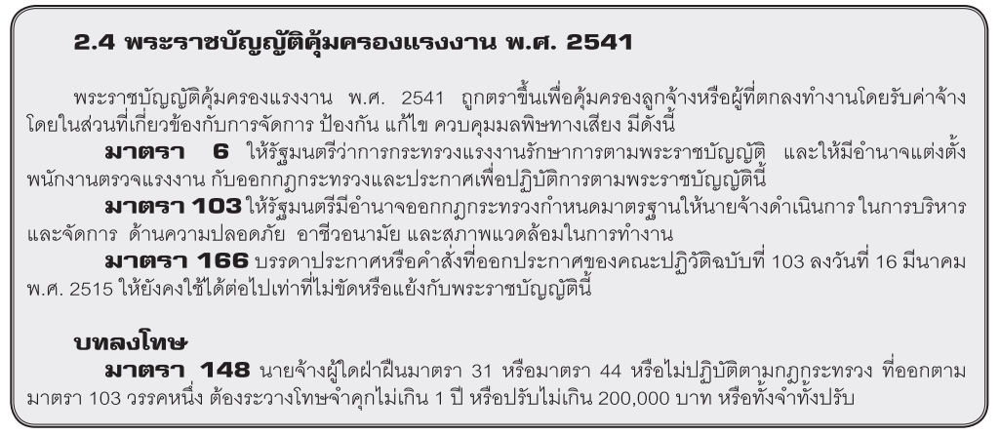 2.4 พระราชบัญญัติคุ้มครองแรงงาน พ.ศ. 2541
พระราชบัญญัติคุ้มครองแรงงาน พ.ศ. 2541 ถูกตราขึ้นเพื่อคุ้มครองลูกจ้างหรือผู้ที่ตกลงทำงานโดยรับค่าจ้าง
โดยในส่วนที่เกี่ยวข้องกับการจัดการ ป้องกัน แก้ไข ควบคุมมลพิษทางเสียง มีดังนี้
มาตรา 6 ให้รัฐมนตรีว่าการกระทรวงแรงงานรักษาการตามพระราชบัญญัติ และให้มีอำนาจแต่งตั้ง
พนักงานตรวจแรงงาน กับออกกฎกระทรวงและประกาศเพื่อปฏิบัติการตามพระราชบัญญัตินี้
มาตรา 103 ให้รัฐมนตรีมีอำนาจออกกฎกระทรวงกำหนดมาตรฐานให้นายจ้างดำเนินการ ในการบริหาร
และจัดการ ด้านความปลอดภัย อาชีวอนามัย และสภาพแวดล้อมในการทำงาน
มาตรา 166 บรรดาประกาศหรือคำสั่งที่ออกประกาศของคณะปฏิวัติฉบับที่ 103 ลงวันที่ 16 มีนาคม
พ.ศ. 2515 ให้ยังคงใช้ได้ต่อไปเท่าที่ไม่ขัดหรือแย้งกับพระราชบัญญัตินี้
บทลงโทษ
มาตรา 148 นายจ้างผู้ใดฝ่าฝืนมาตรา 31 หรือมาตรา 44 หรือไม่ปฏิบัติตามกฎกระทรวง ที่ออกตาม
มาตรา 103 วรรคหนึ่ง ต้องระวางโทษจำคุกไม่เกิน 1 ปี หรือปรับไม่เกิน 200,000 บาท หรือทั้งจำทั้งปรับ